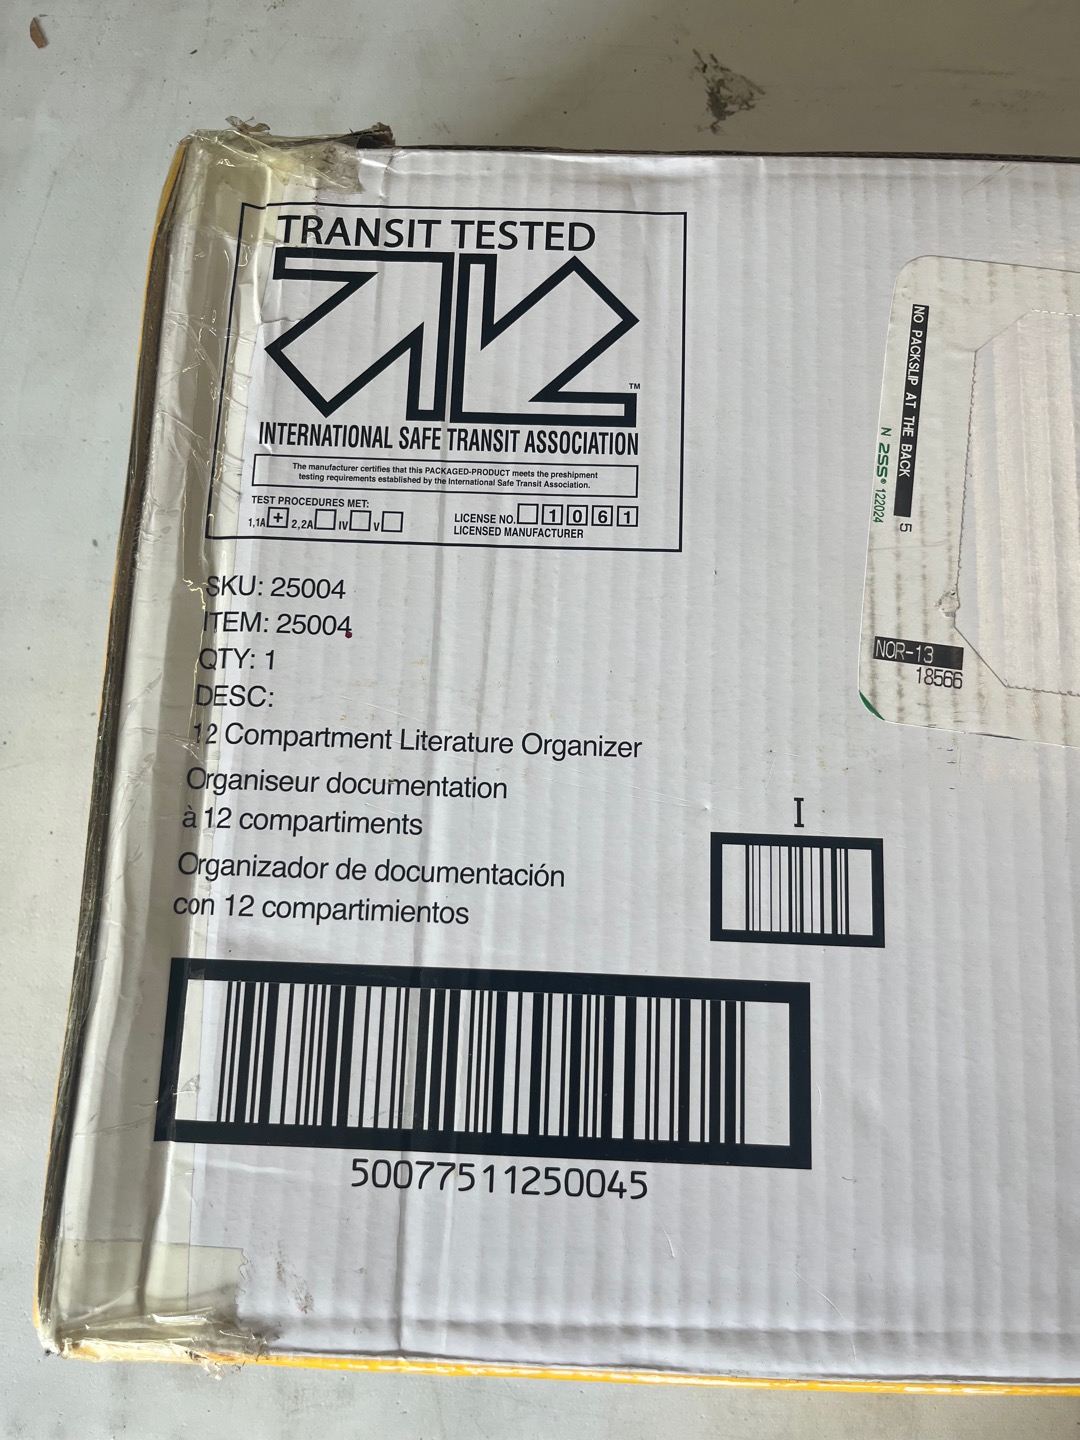 TRANSIT TESTED
TM
INTERNATIONAL SAFE TRANSIT ASSOCIATION
The manufacturer certifies that this PACKAGED-PRODUCT meets the preshipment
testing requirements established by the International Safe Transit Association.
TEST PROCEDURES MET:
1,1A + 2,2A IV V
LICENSE NO. 1 0 6 1
LICENSED MANUFACTURER
SKU: 25004
ITEM: 25004
QTY: 1
DESC:
12 Compartment Literature Organizer
Organiseur documentation
à 12 compartiments
Organizador de documentación
con 12 compartimientos
I
50077511250045
NO PACKSLIP AT THE BACK 5
N 2SS® 122024
NOR-13
18566